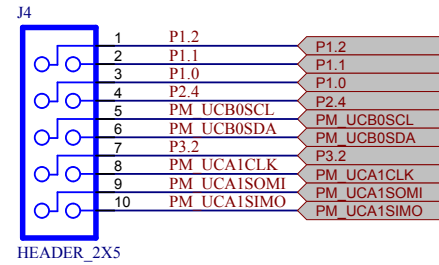 J4
1 P1.2 P1.2
2 P1.1 P1.1
3 P1.0 P1.0
4 P2.4 P2.4
5 PM_UCB0SCL PM_UCB0SCL
6 PM_UCB0SDA PM_UCB0SDA
7 P3.2 P3.2
8 PM_UCA1CLK PM_UCA1CLK
9 PM_UCA1SOMI PM_UCA1SOMI
10 PM_UCA1SIMO PM_UCA1SIMO
HEADER_2X5